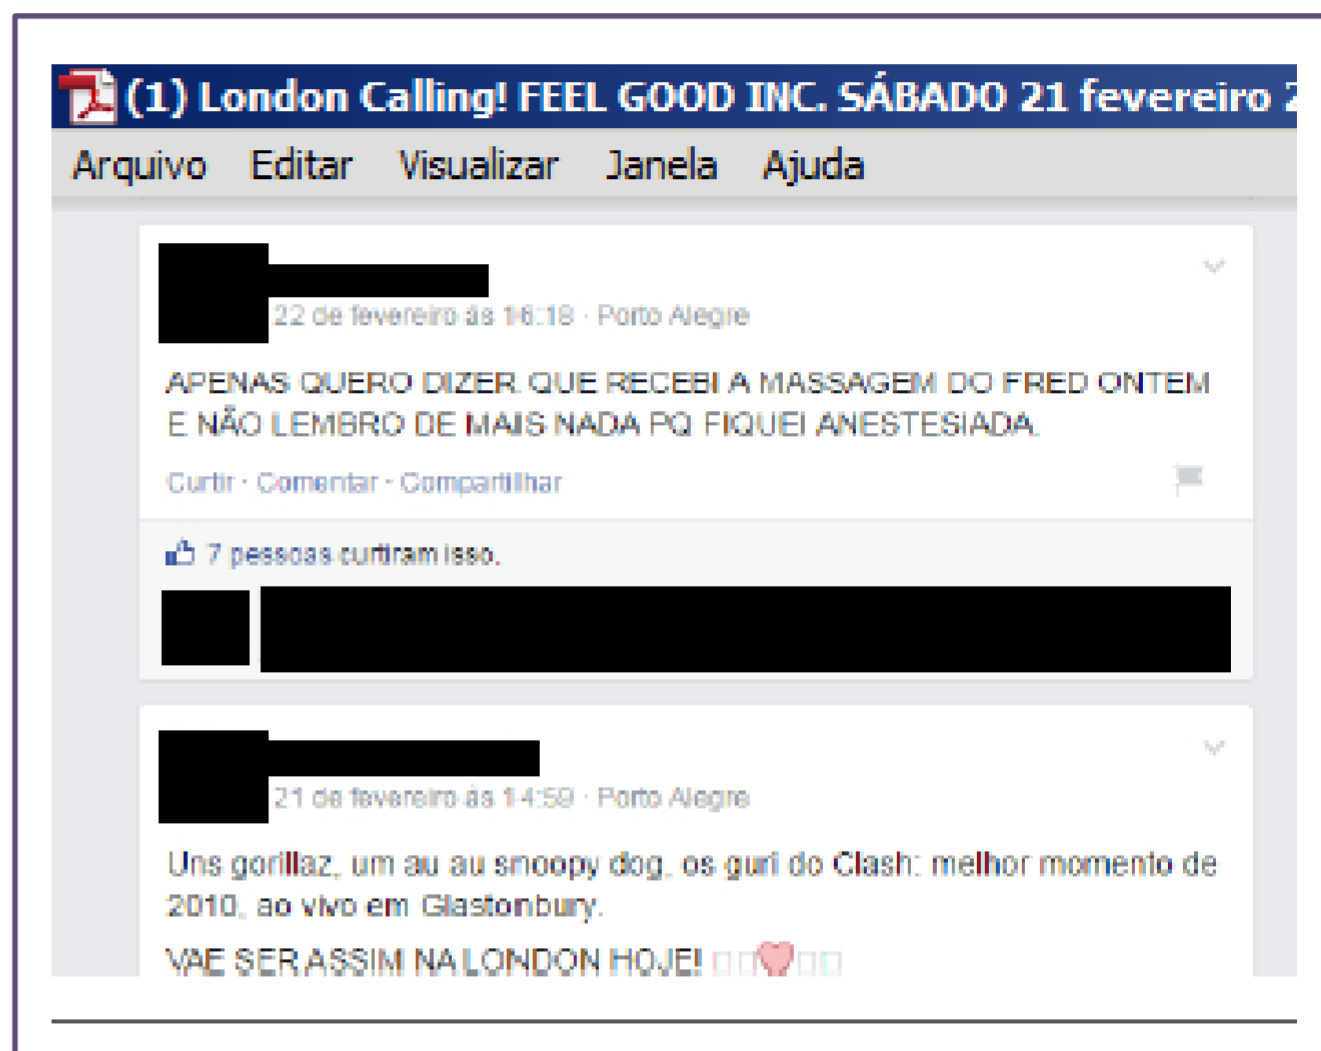 (1) London Calling! FEEL GOOD INC. SÁBADO 21 fevereiro
Arquivo Editar Visualizar Janela Ajuda
22 de fevereiro às 16:18 · Porto Alegre
APENAS QUERO DIZER QUE RECEBI A MASSAGEM DO FRED ONTEM
E NÃO LEMBRO DE MAIS NADA PQ FIQUEI ANESTESIADA.
Curtir · Comentar · Compartilhar
7 pessoas curtiram isso.
21 de fevereiro às 14:59 · Porto Alegre
Uns gorillaz, um au au snoopy dog, os guri do Clash: melhor momento de
2010, ao vivo em Glastonbury.
VAE SER ASSIM NA LONDON HOJE!